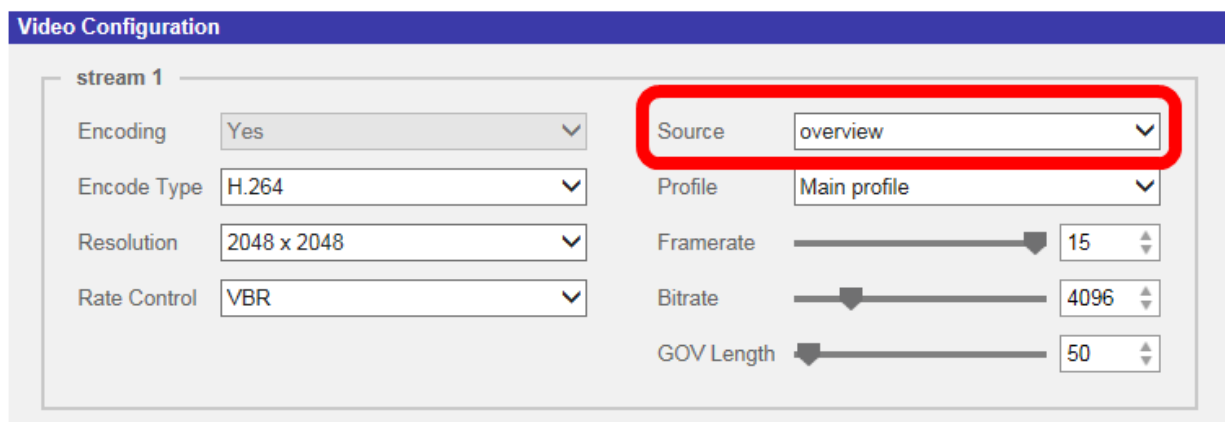 Video Configuration
stream 1
Encoding Yes
Source overview
Encode Type H.264
Profile Main profile
Resolution 2048 x 2048
Framerate 15
Rate Control VBR
Bitrate 4096
GOV Length 50